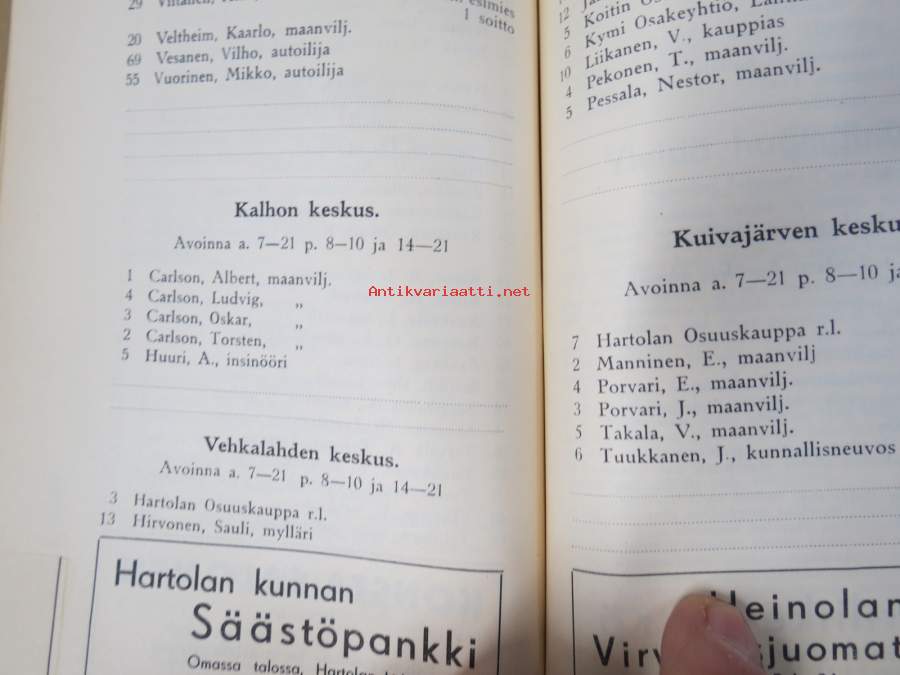 29
esimies
1 soitto
20 Veltheim, Kaarlo, maanvilj.
69 Vesanen, Vilho, autoilija
55 Vuorinen, Mikko, autoilija
Kalhon keskus.
Avoinna a. 7—21 p. 8—10 ja 14—21
1 Carlson, Albert, maanvilj.
4 Carlson, Ludvig, „
3 Carlson, Oskar, „
2 Carlson, Torsten, „
5 Huuri, A., insinööri
Vehkalahden keskus.
Avoinna a. 7—21 p. 8—10 ja 14—21
3 Hartolan Osuuskauppa r.l.
13 Hirvonen, Sauli, mylläri
Hartolan kunnan
Säästöpankki
Omassa talossa,
12
5 Koitin
6 Kymi Osakeyhtiö,
10 Liikanen, V., kauppias
4 Pekonen, T., maanvilj.
5 Pessala, Nestor, maanvilj.
Kuivajärven
Avoinna a. 7—21 p. 8—10
7 Hartolan Osuuskauppa r.l.
2 Manninen, E., maanvilj
4 Porvari, E., maanvilj.
3 Porvari, J., maanvilj.
5 Takala, V., maanvilj.
6 Tuukkanen, J., kunnallisneuvos
Antikvariaatti.net